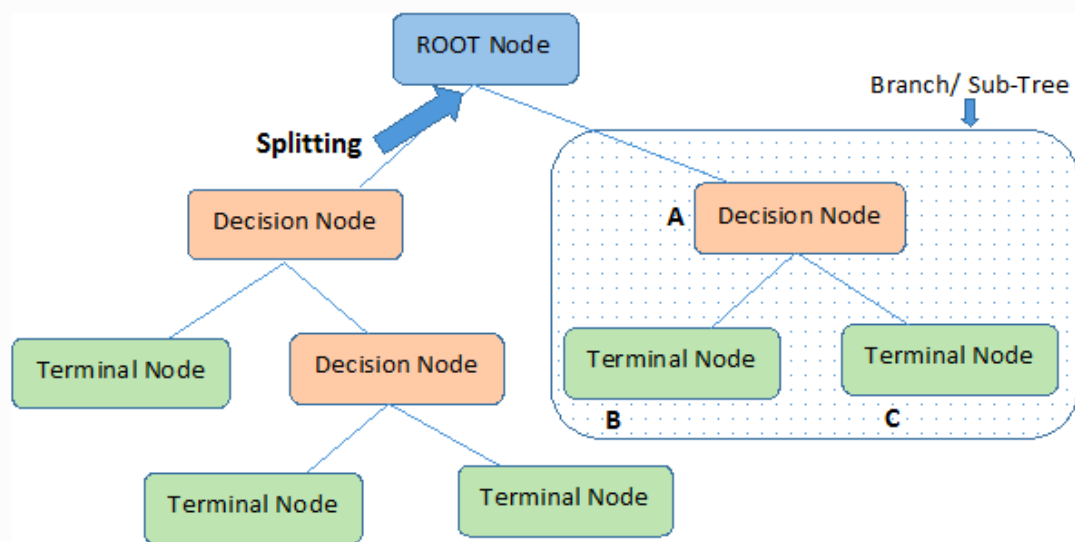 ROOT Node
Branch/ Sub-Tree
Splitting
Decision Node
A
Decision Node
Terminal Node
Decision Node
Terminal Node
Terminal Node
B
C
Terminal Node
Terminal Node